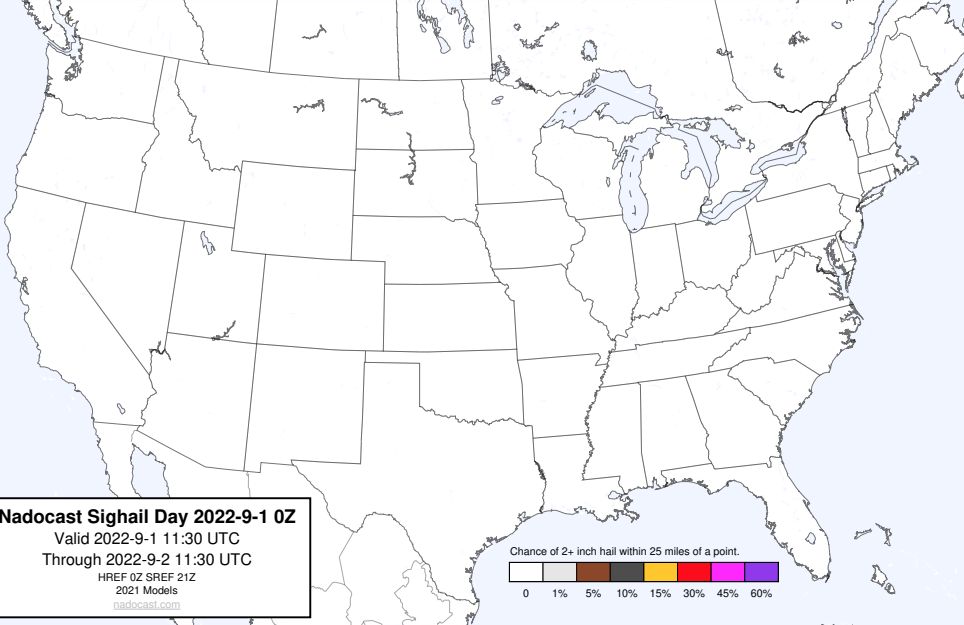 Nadocast Sighail Day 2022-9-1 0Z
Valid 2022-9-1 11:30 UTC
Through 2022-9-2 11:30 UTC
HREF 0Z SREF 21Z
2021 Models
nadocast.com
Chance of 2+ inch hail within 25 miles of a point.
0 1% 5% 10% 15% 30% 45% 60%